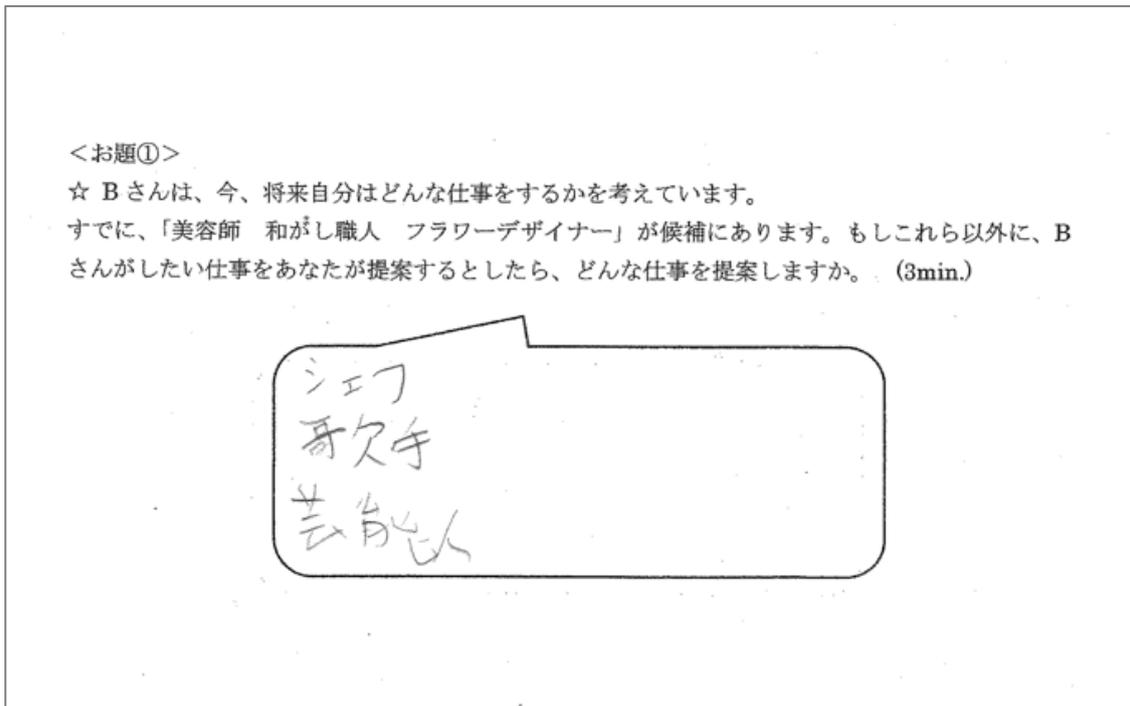 ＜お題①＞
☆ Bさんは、今、将来自分はどんな仕事をするかを考えています。
すでに、「美容師　和がし職人　フラワーデザイナー」が候補にあります。もしこれら以外に、B
さんがしたい仕事をあなたが提案するとしたら、どんな仕事を提案しますか。 (3min.)
シェフ
歌手
芸能人